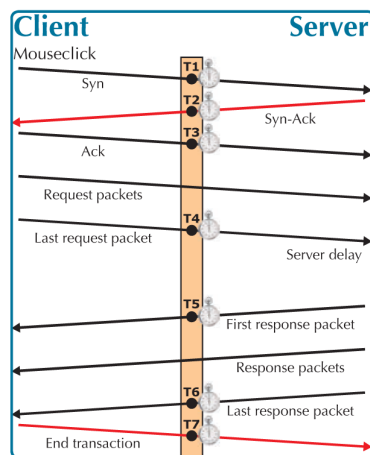 Client Server
Mouseclick
T1
Syn
T2
Syn-Ack
T3
Ack
Request packets
T4
Last request packet
Server delay
T5
First response packet
Response packets
T6
Last response packet
T7
End transaction